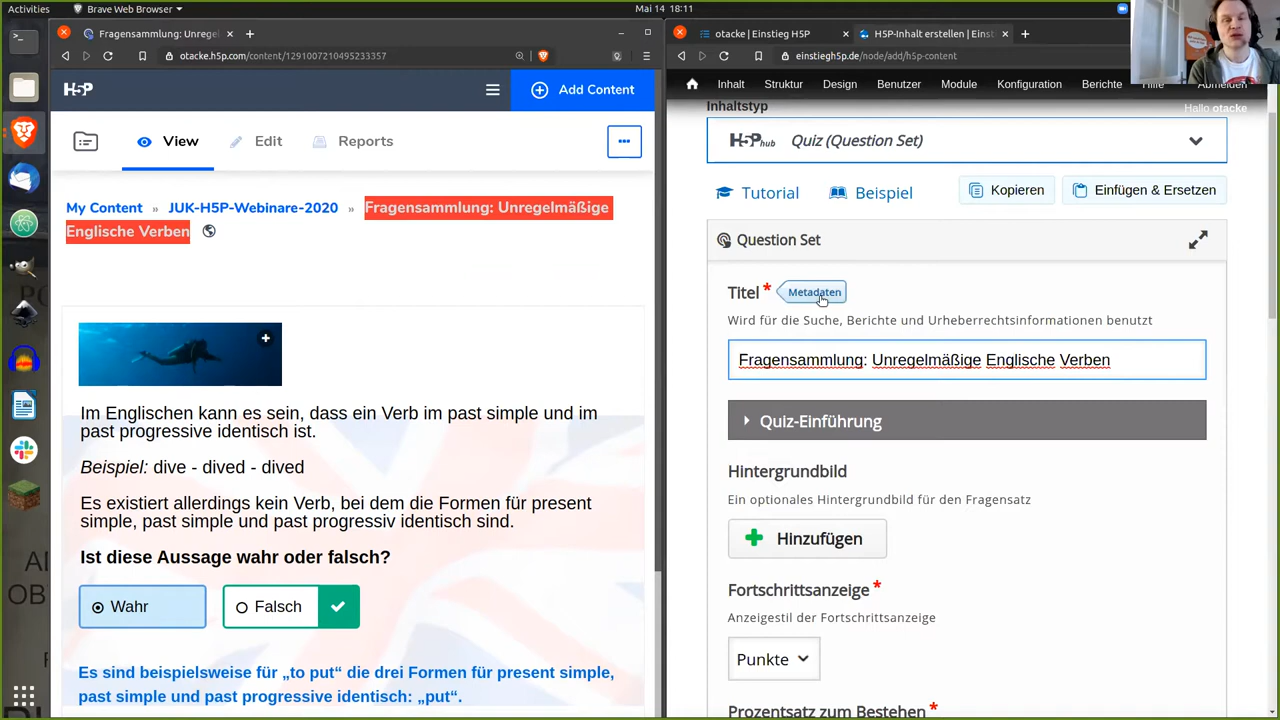 Activities
Brave Web Browser
Mai 14 18:11
Fragensammlung: Unregel
otacke.h5p.com/content/1291007210495233357
H5P
Add Content
View
Edit
Reports
My Content » JUK-H5P-Webinare-2020 » Fragensammlung: Unregelmäßige
Englische Verben
Im Englischen kann es sein, dass ein Verb im past simple und im
past progressive identisch ist.
Beispiel: dive - dived - dived
Es existiert allerdings kein Verb, bei dem die Formen für present
simple, past simple und past progressiv identisch sind.
Ist diese Aussage wahr oder falsch?
Wahr
Falsch
Es sind beispielsweise für „to put“ die drei Formen für present simple,
past simple und past progressive identisch: „put“.
otacke | Einstieg H5P
H5P-Inhalt erstellen | Einst
einstiegh5p.de/node/add/h5p-content
Inhalt Struktur Design Benutzer Module Konfiguration Berichte Hilfe Abmelden
Hallo otacke
Inhaltstyp
H5P hub Quiz (Question Set)
Tutorial
Beispiel
Kopieren
Einfügen & Ersetzen
Question Set
Titel *
Metadaten
Wird für die Suche, Berichte und Urheberrechtsinformationen benutzt
Fragensammlung: Unregelmäßige Englische Verben
Quiz-Einführung
Hintergrundbild
Ein optionales Hintergrundbild für den Fragensatz
Hinzufügen
Fortschrittsanzeige *
Anzeigestil der Fortschrittsanzeige
Punkte
Prozentsatz zum Bestehen *